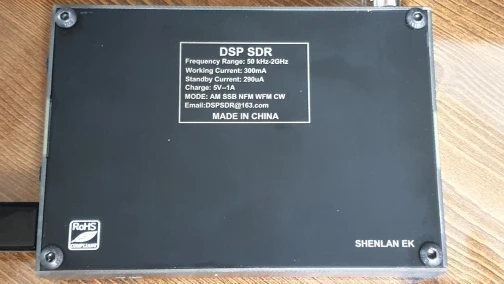 DSP SDR
Frequency Range: 50 kHz-2GHz
Working Current: 300mA
Standby Current: 290uA
Charge: 5V--1A
MODE: AM SSB NFM WFM CW
Email:DSPSDR@163.com
MADE IN CHINA
RoHS
COMPLIANT
SHENLAN EK